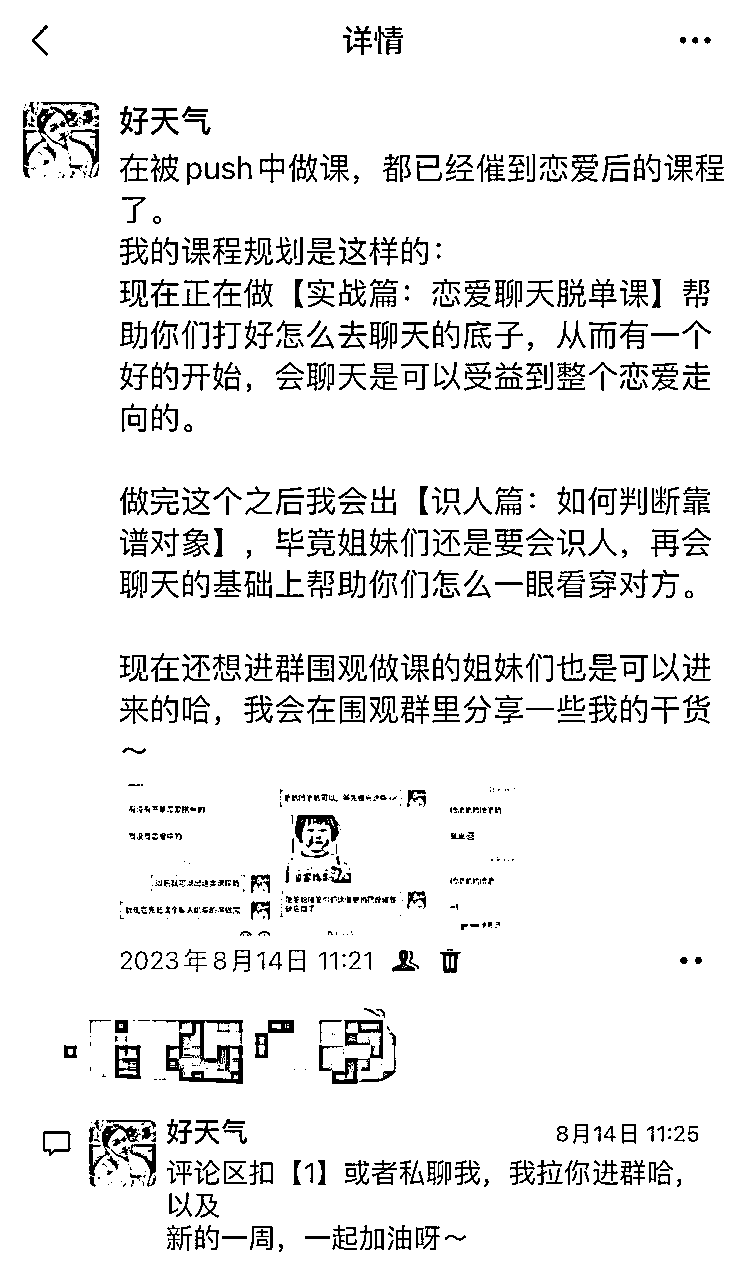 详情
好天气
在被push中做课，都已经催到恋爱后的课程
了。
我的课程规划是这样的：
现在正在做【实战篇：恋爱聊天脱单课】帮
助你们打好怎么去聊天的底子，从而有一个
好的开始，会聊天是可以受益到整个恋爱走
向的。
做完这个之后我会出【识人篇：如何判断靠
谱对象】，毕竟姐妹们还是要会识人，再会
聊天的基础上帮助你们怎么一眼看穿对方。
现在还想进群围观做课的姐妹们也是可以进
来的哈，我会在围观群里分享一些我的干货
～
2023年8月14日 11:21
好天气
8月14日 11:25
评论区扣【1】或者私聊我，我拉你进群哈，
以及
新的一周，一起加油呀～